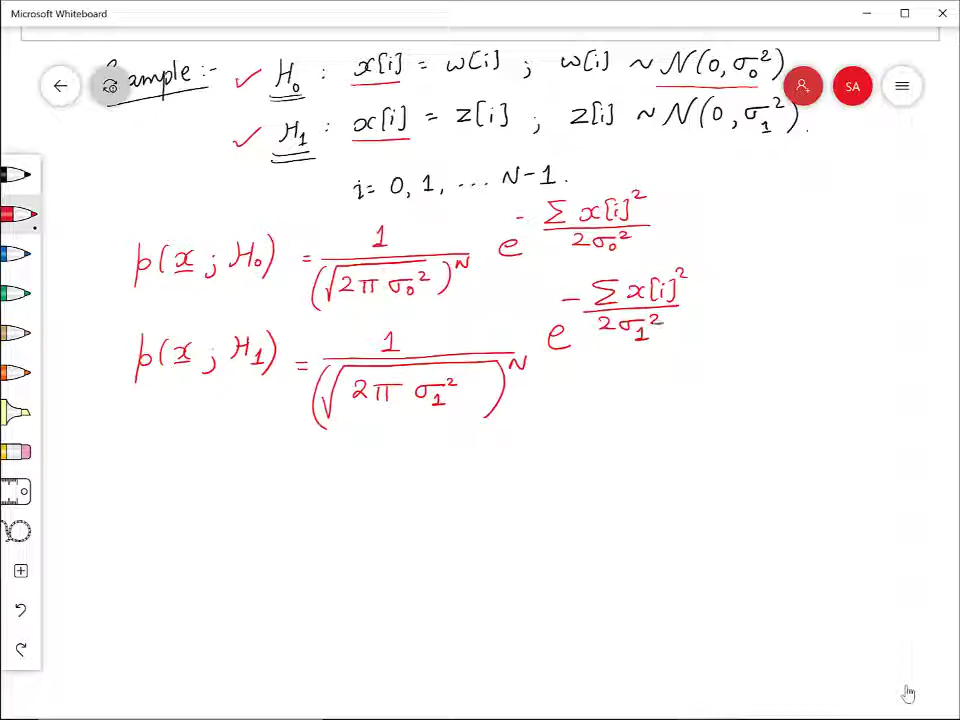 Microsoft Whiteboard
Example :- ✓ H₀ : x[i] = w[i] ; w[i] ~ N(0, σ₀²)
SA
✓ H₁ : x[i] = z[i] ; z[i] ~ N(0, σ₁²).
i = 0, 1, ... N-1.
p(x ; H₀) = 1/(√2π σ₀²)^N e^(- Σ x[i]²/2σ₀²)
p(x ; H₁) = 1/(√2π σ₁²)^N e^(- Σ x[i]²/2σ₁²)